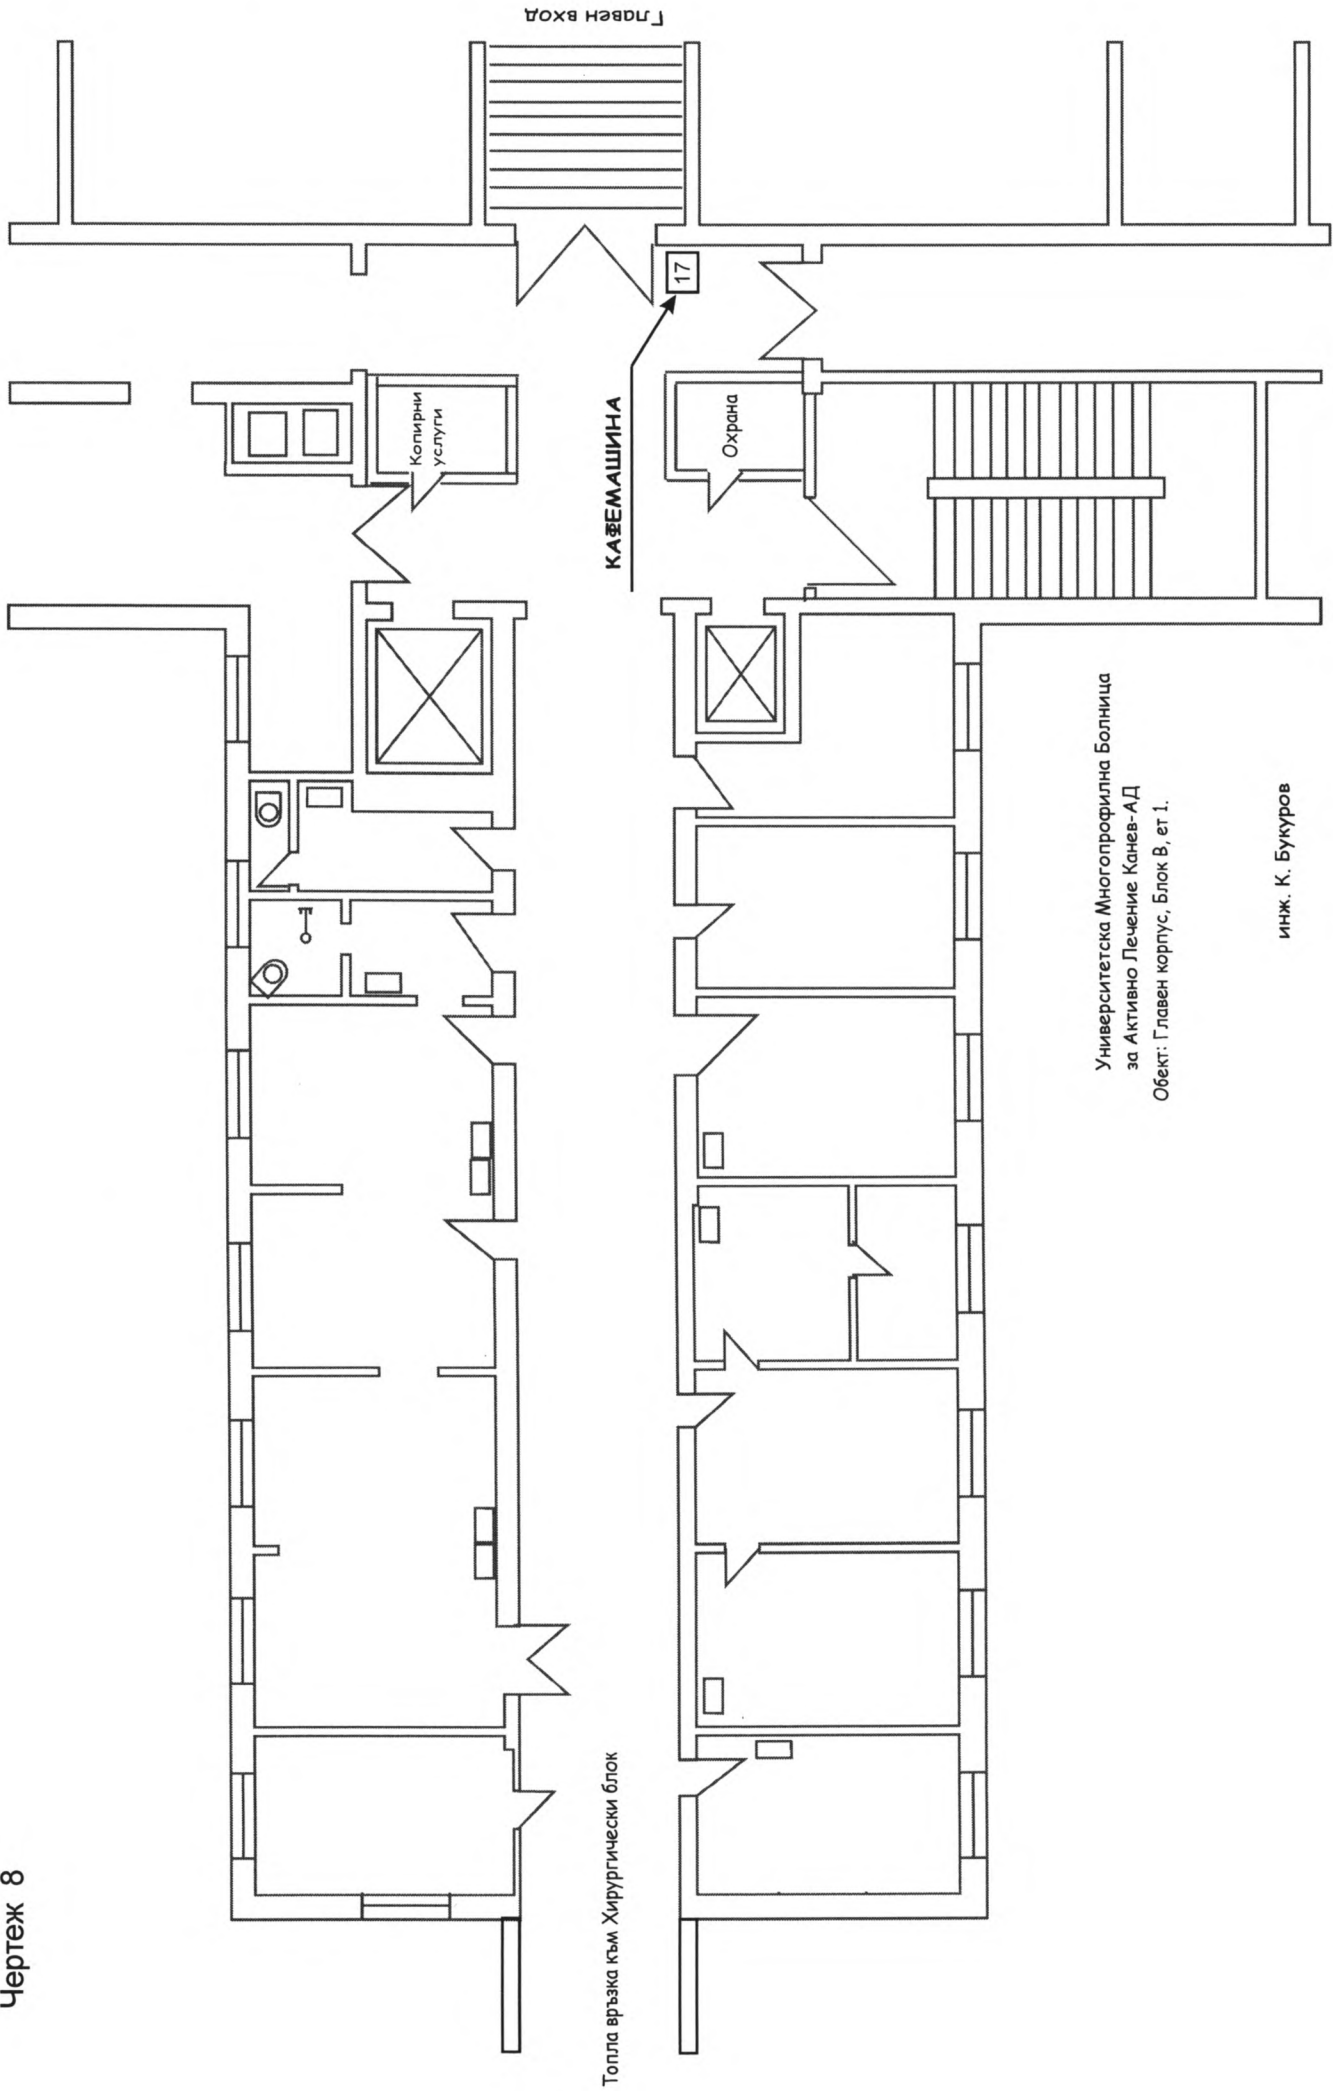 Чертеж 8
Главен вход
17
КАФЕМАШИНА
Копирни
услуги
Охрана
Топла връзка към Хирургически блок
Университетска Многопрофилна Болница
за Активно Лечение Канев-АД
Обект: Главен корпус, Блок В, ет 1.
инж. К. Букуров